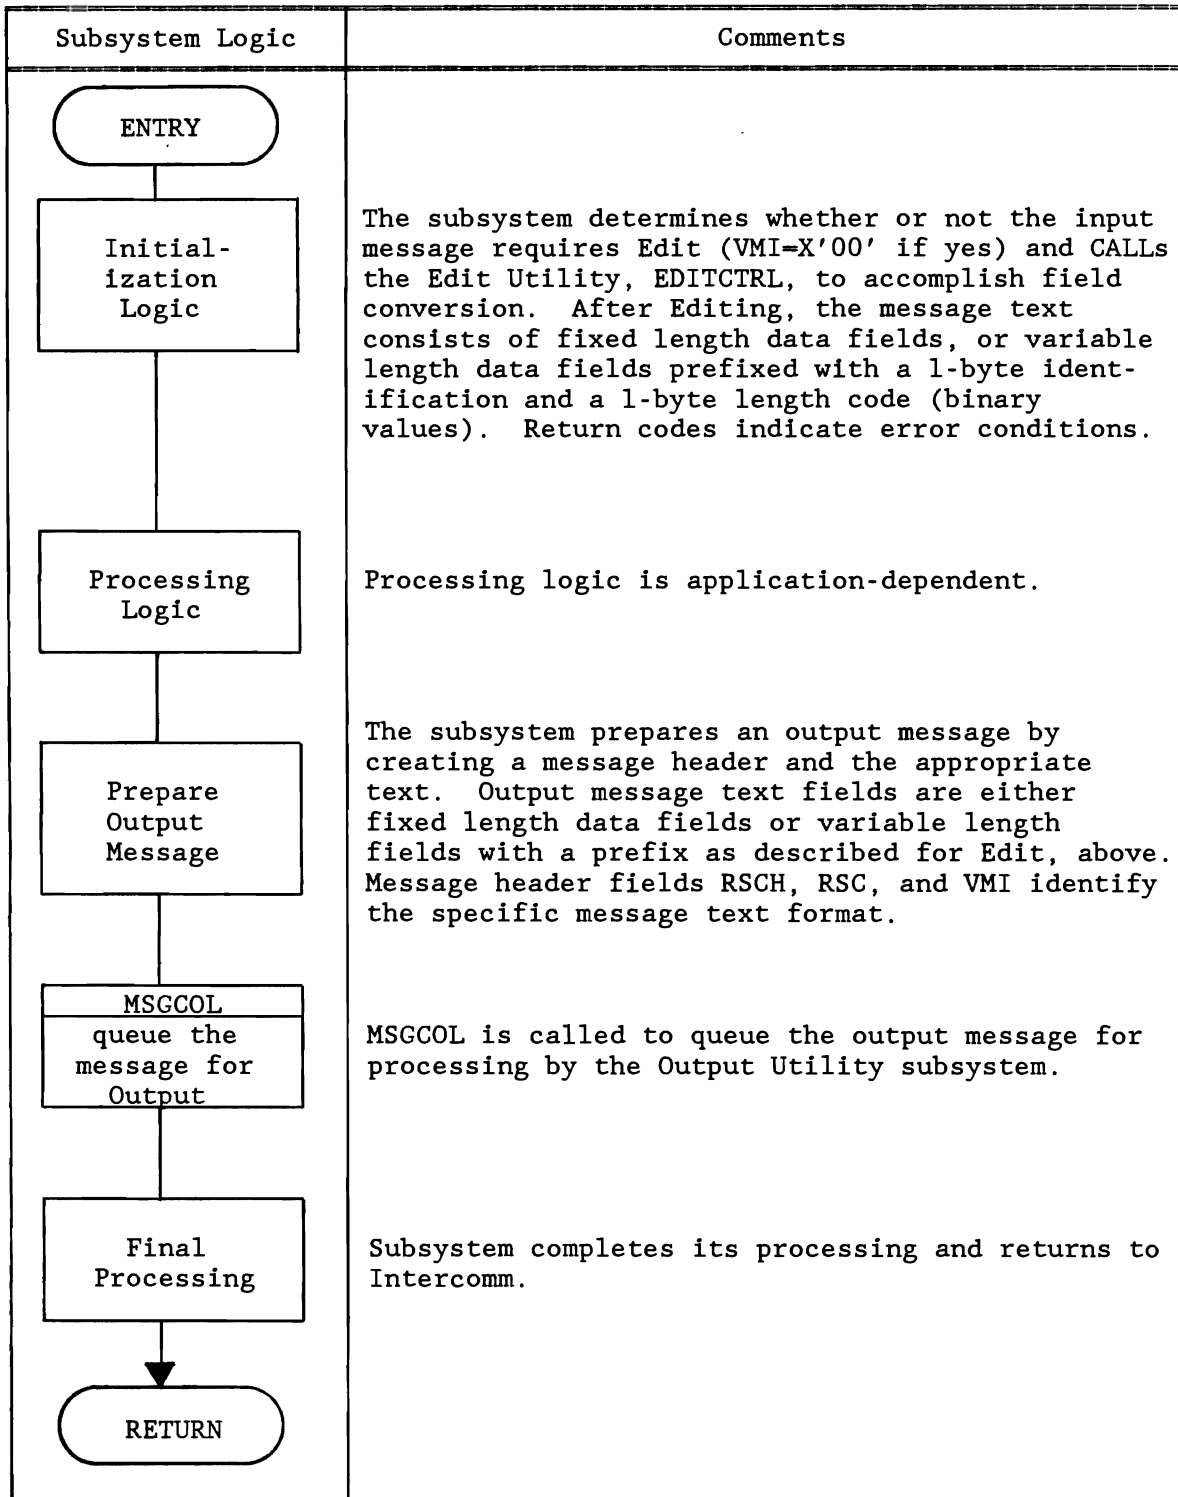 Subsystem Logic
Comments
ENTRY
Initial-
ization
Logic
The subsystem determines whether or not the input
message requires Edit (VMI=X'00' if yes) and CALLs
the Edit Utility, EDITCTRL, to accomplish field
conversion. After Editing, the message text
consists of fixed length data fields, or variable
length data fields prefixed with a 1-byte ident-
ification and a 1-byte length code (binary
values). Return codes indicate error conditions.
Processing
Logic
Processing logic is application-dependent.
Prepare
Output
Message
The subsystem prepares an output message by
creating a message header and the appropriate
text. Output message text fields are either
fixed length data fields or variable length
fields with a prefix as described for Edit, above.
Message header fields RSCH, RSC, and VMI identify
the specific message text format.
MSGCOL
queue the
message for
Output
MSGCOL is called to queue the output message for
processing by the Output Utility subsystem.
Final
Processing
Subsystem completes its processing and returns to
Intercomm.
RETURN